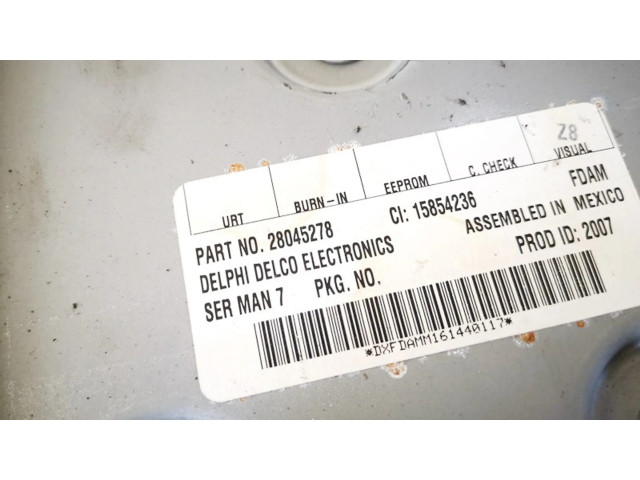 Z8
URT BURN-IN EEPROM C. CHECK VISUAL
PART NO. 28045278 CI: 15854236 FDAM
DELPHI DELCO ELECTRONICS ASSEMBLED IN MEXICO
SER MAN 7 PKG. NO. PROD ID: 2007
*DXFDAMM161440117*